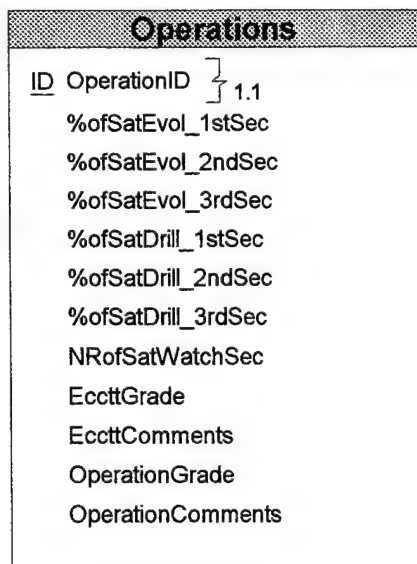 Operations
ID OperationID 1.1
%ofSatEvol_1stSec
%ofSatEvol_2ndSec
%ofSatEvol_3rdSec
%ofSatDrill_1stSec
%ofSatDrill_2ndSec
%ofSatDrill_3rdSec
NRofSatWatchSec
EccttGrade
EccttComments
OperationGrade
OperationComments